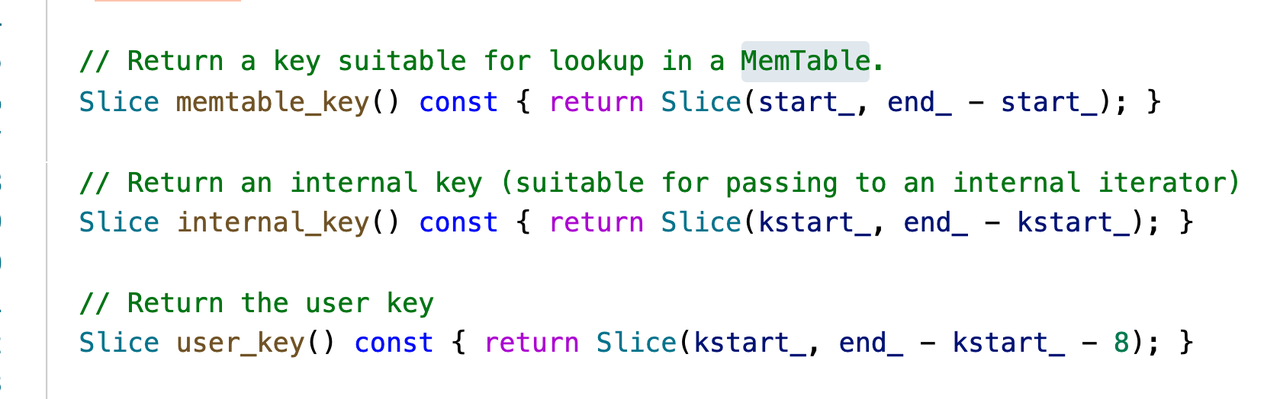 // Return a key suitable for lookup in a MemTable.
Slice memtable_key() const { return Slice(start_, end_ - start_); }
// Return an internal key (suitable for passing to an internal iterator)
Slice internal_key() const { return Slice(kstart_, end_ - kstart_); }
// Return the user key
Slice user_key() const { return Slice(kstart_, end_ - kstart_ - 8); }